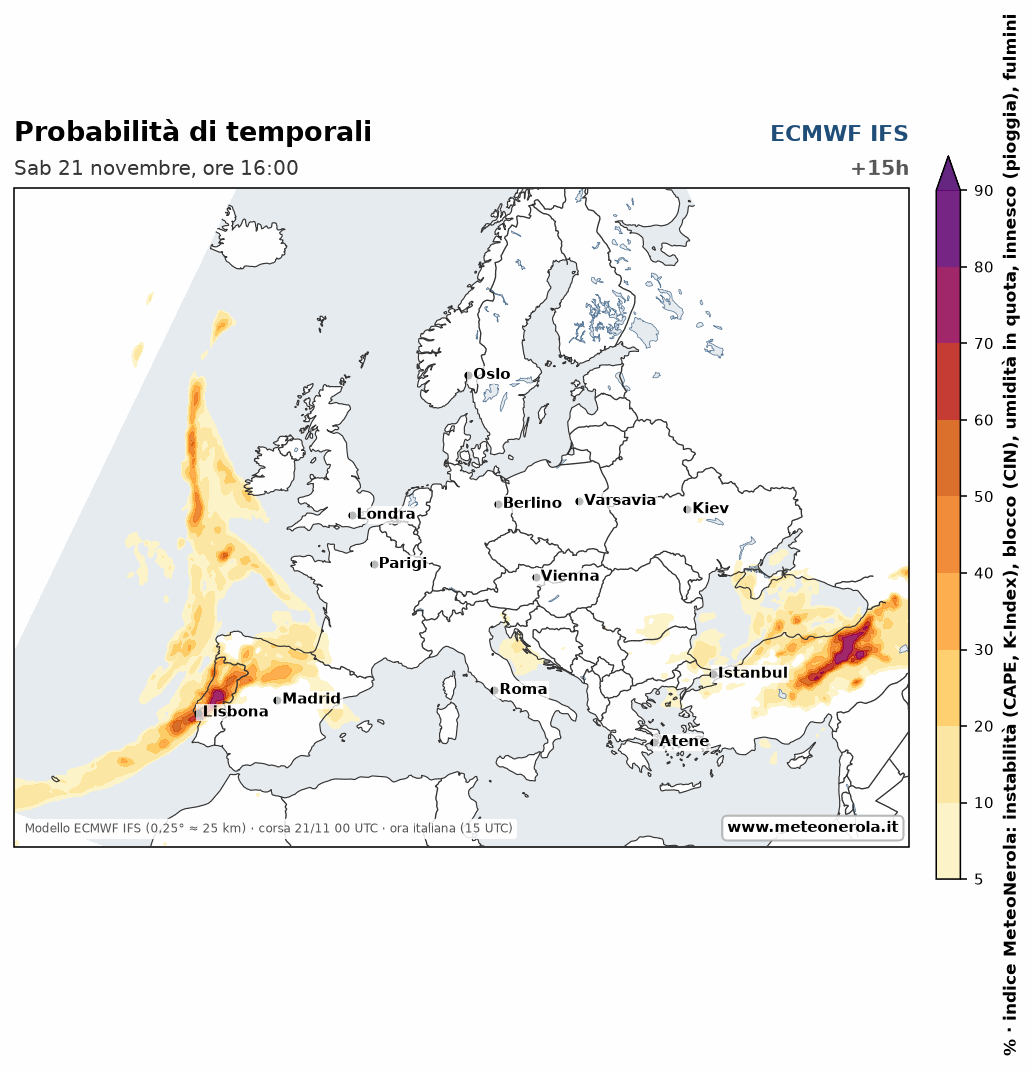 Probabilità di temporali
ECMWF IFS
Sab 21 novembre, ore 16:00
+15h
Oslo
Berlino
Varsavia
Londra
Kiev
Parigi
Vienna
Istanbul
Roma
Madrid
Lisbona
Atene
Modello ECMWF IFS (0,25° ≈ 25 km) · corsa 21/11 00 UTC · ora italiana (15 UTC)
www.meteonerola.it
90
80
70
60
50
40
30
20
10
5
% · indice MeteoNerola: instabilità (CAPE, K-Index), blocco (CIN), umidità in quota, innesco (pioggia), fulmini